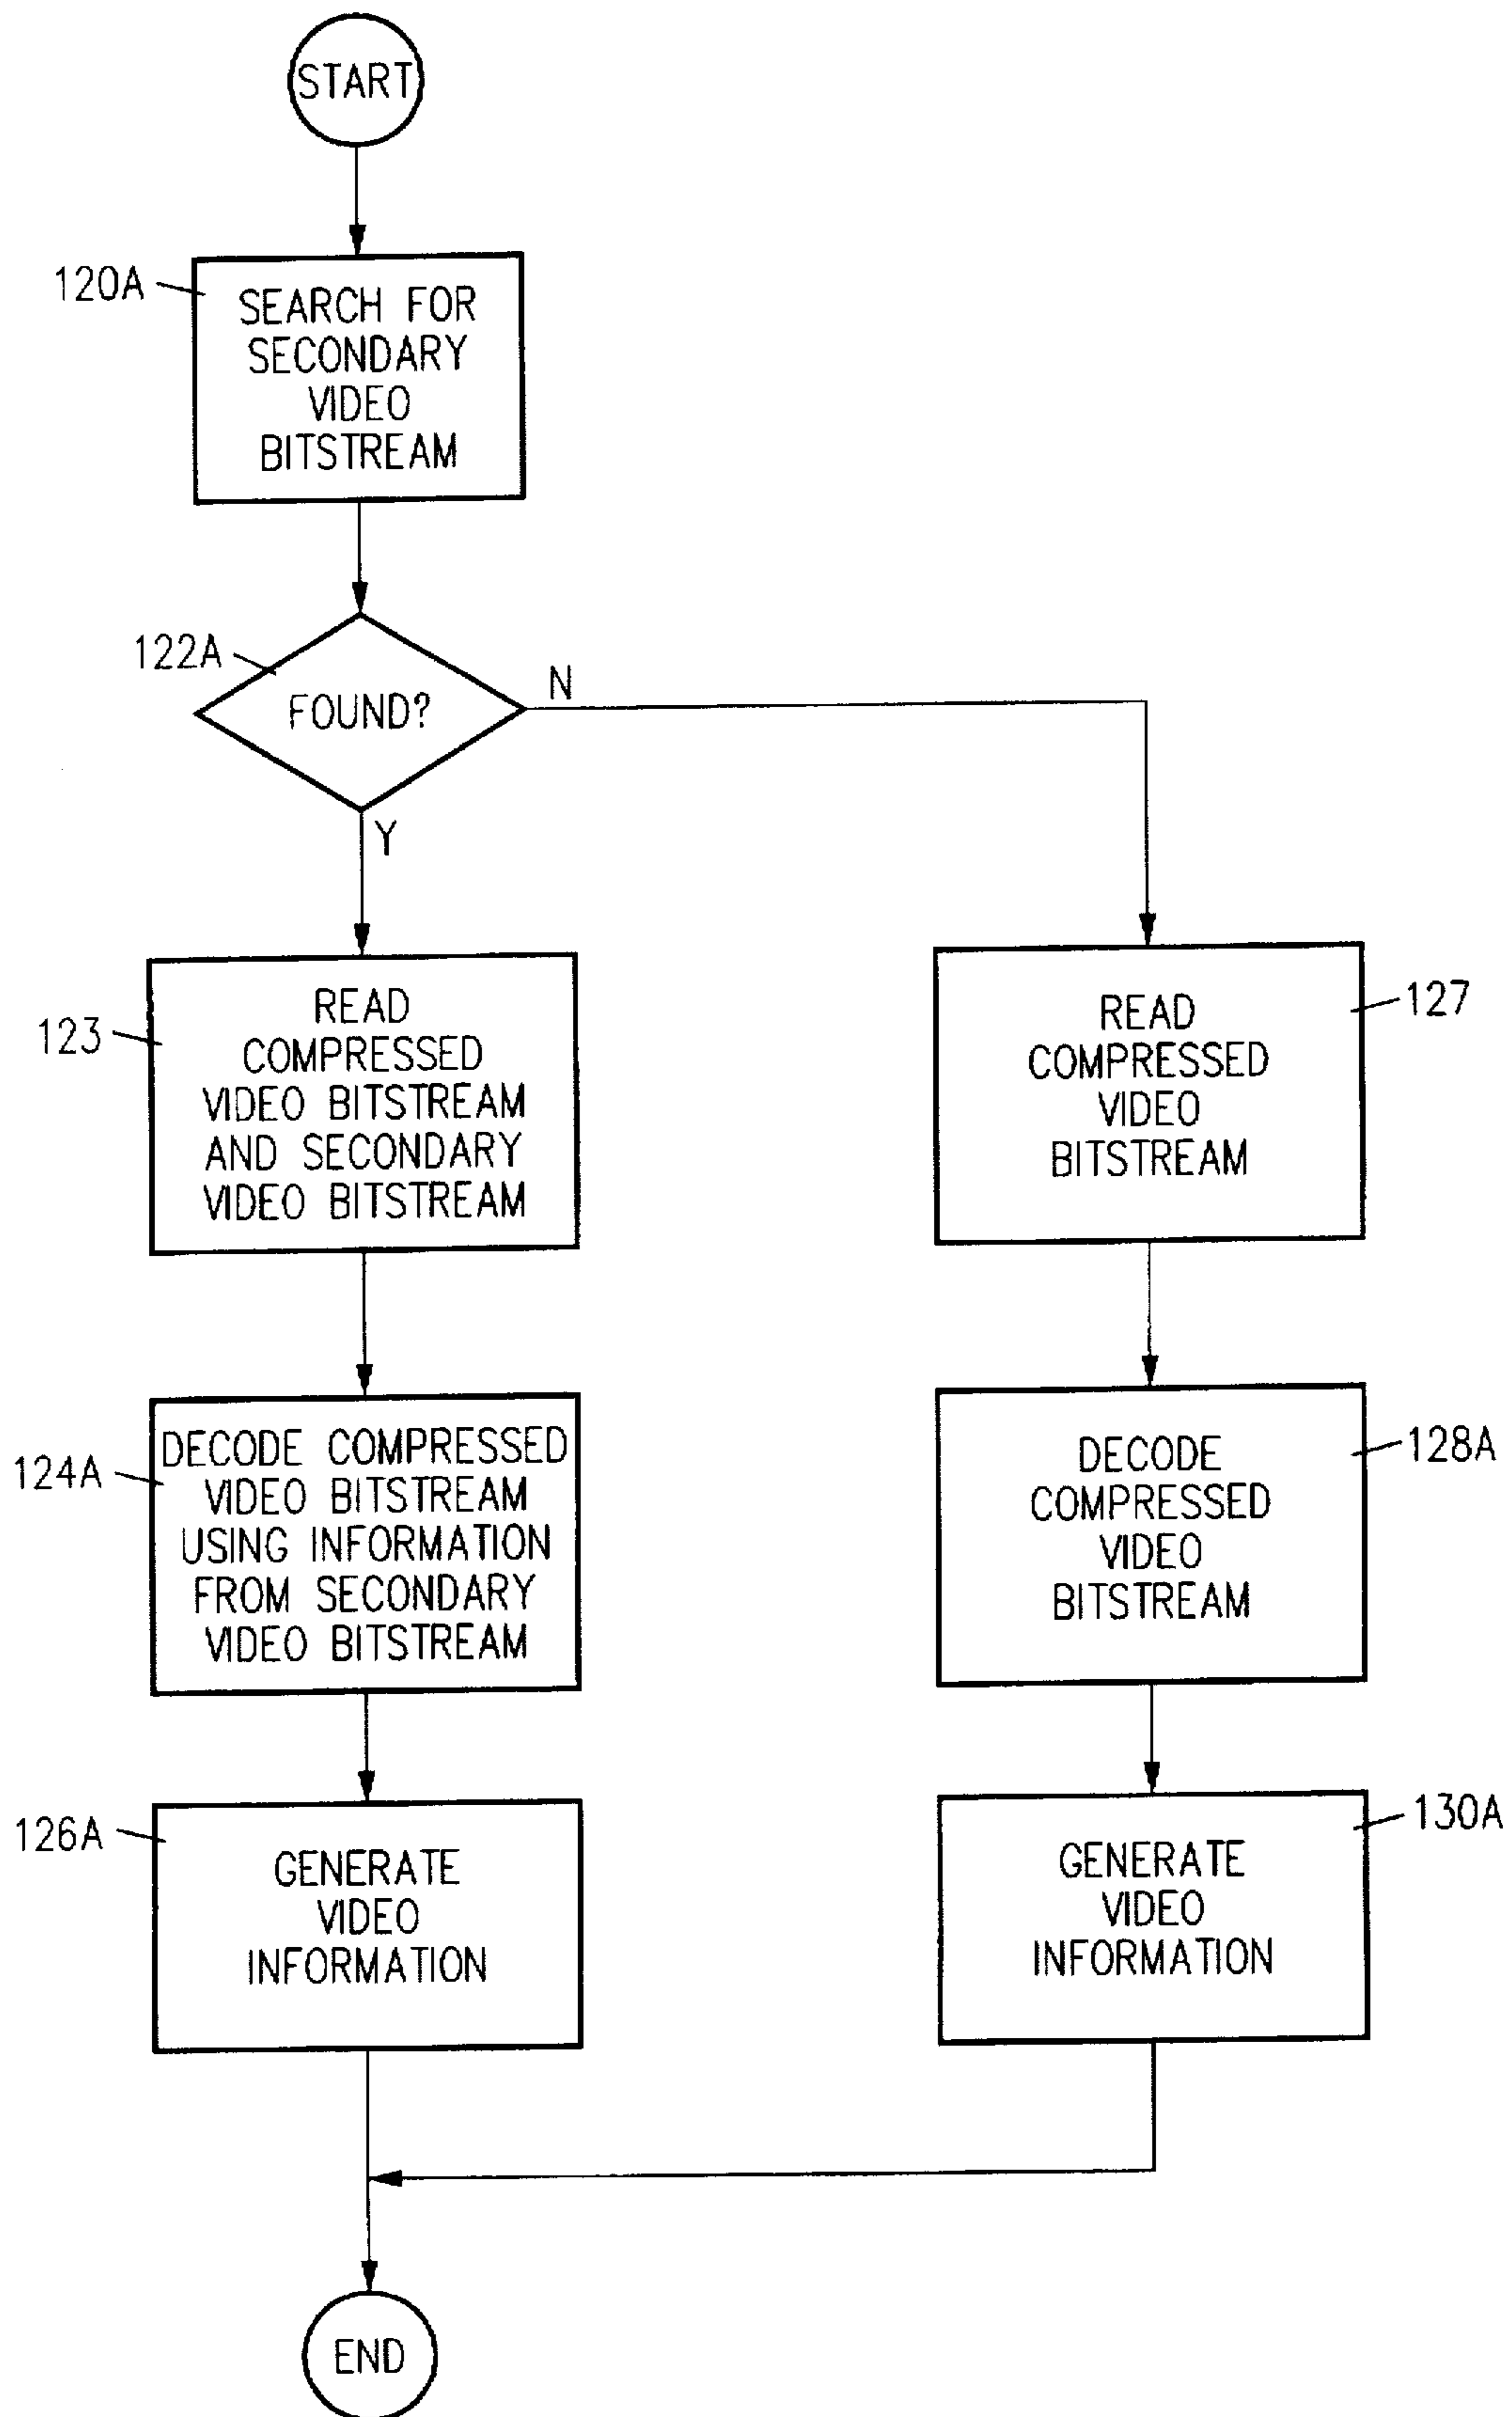 START
120A
SEARCH FOR
SECONDARY
VIDEO
BITSTREAM
122A
FOUND?
N
Y
123
READ
COMPRESSED
VIDEO BITSTREAM
AND SECONDARY
VIDEO BITSTREAM
127
READ
COMPRESSED
VIDEO
BITSTREAM
124A
DECODE COMPRESSED
VIDEO BITSTREAM
USING INFORMATION
FROM SECONDARY
VIDEO BITSTREAM
128A
DECODE
COMPRESSED
VIDEO
BITSTREAM
126A
GENERATE
VIDEO
INFORMATION
130A
GENERATE
VIDEO
INFORMATION
END